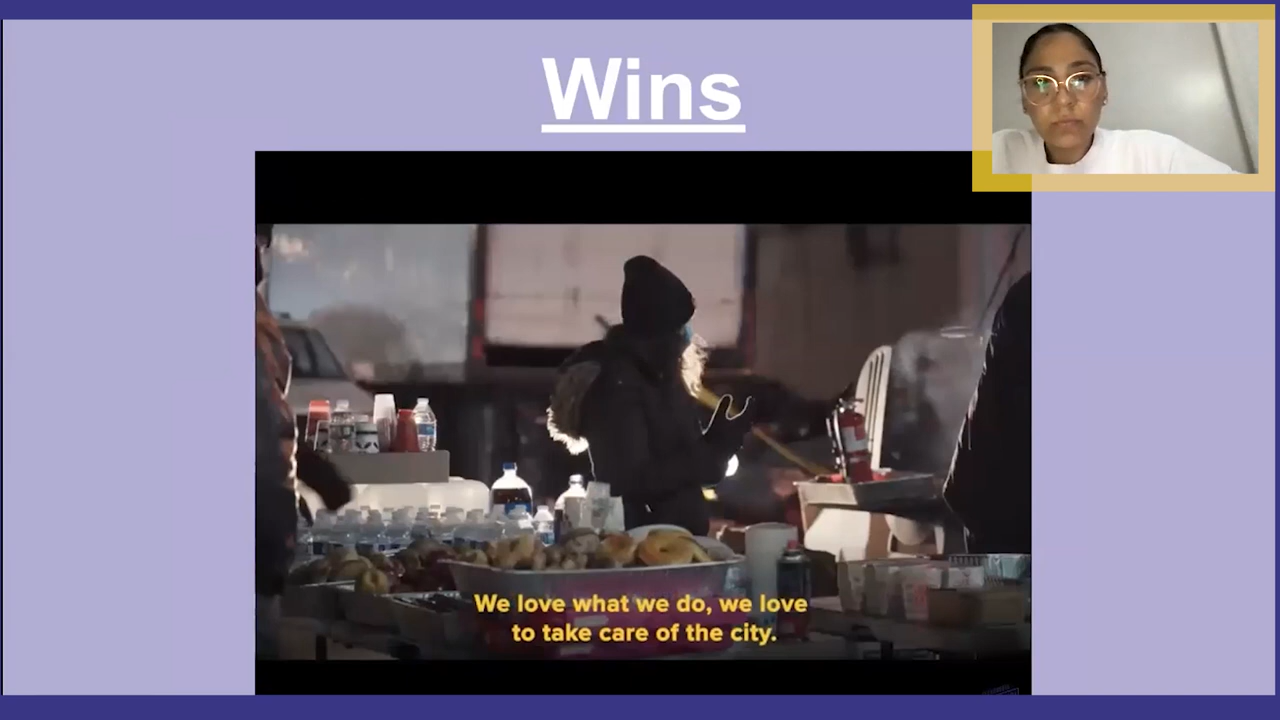 Wins
We love what we do, we love
to take care of the city.